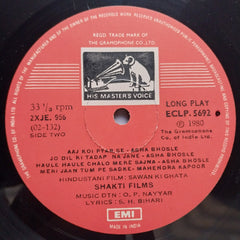 REGD. TRADE MARK OF
THE GRAMOPHONE CO. LTD.
HIS MASTER'S VOICE
33 1/3 rpm
2XJE. 956
(02-132)
SIDE TWO
LONG PLAY
ECLP. 5692
℗ 1980
The Gramophone
Co. of India Ltd.
AAJ KOI PYAR SE - ASHA BHOSLE
JO DIL KI TADAP NA JANE - ASHA BHOSLE
HAULE HAULE CHALO MERE SAJNA - ASHA BHOSLE
MERI JAAN TUM PE SADKE - MAHENDRA KAPOOR
HINDUSTANI FILM: SAWAN KI GHATA
SHAKTI FILMS
MUSIC DTN: O. P. NAYYAR
LYRICS: S. H. BIHARI
EMI
MADE IN INDIA